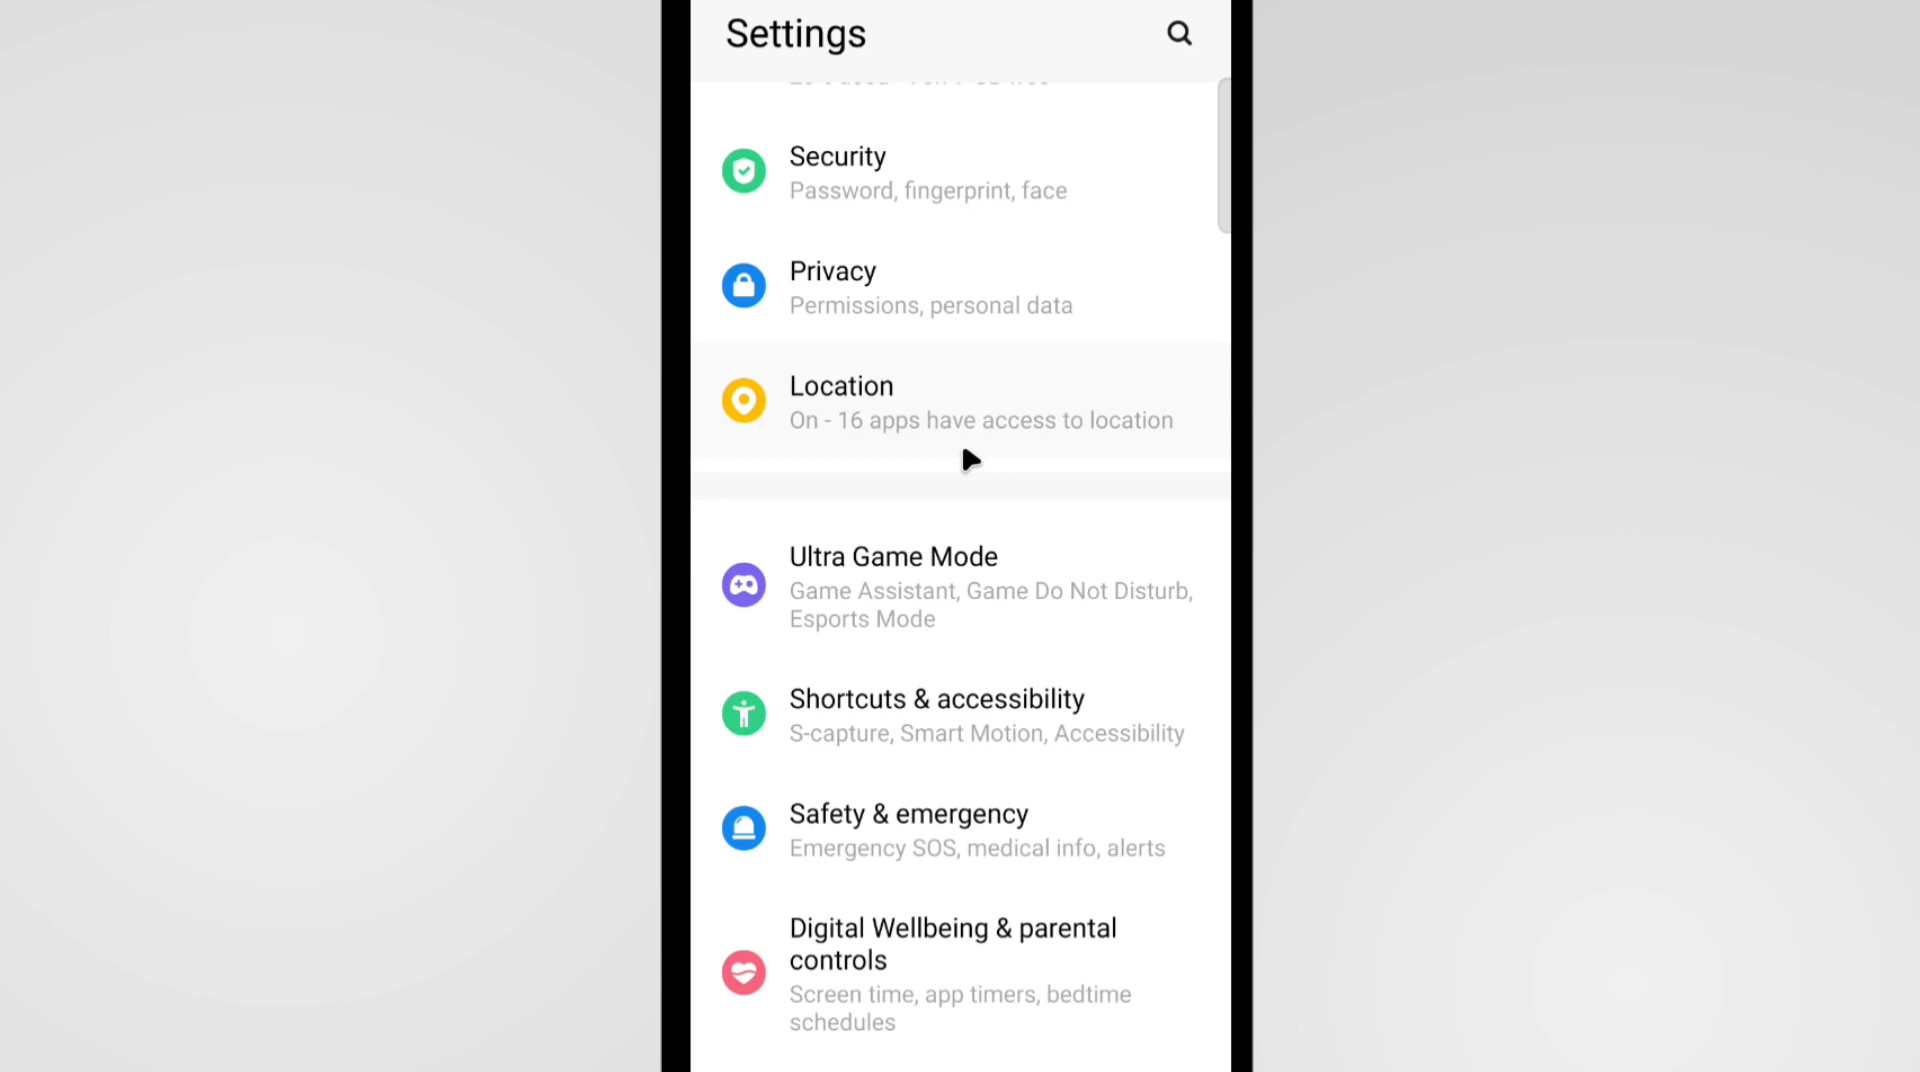 Settings
Security
Password, fingerprint, face
Privacy
Permissions, personal data
Location
On - 16 apps have access to location
Ultra Game Mode
Game Assistant, Game Do Not Disturb,
Esports Mode
Shortcuts & accessibility
S-capture, Smart Motion, Accessibility
Safety & emergency
Emergency SOS, medical info, alerts
Digital Wellbeing & parental
controls
Screen time, app timers, bedtime
schedules